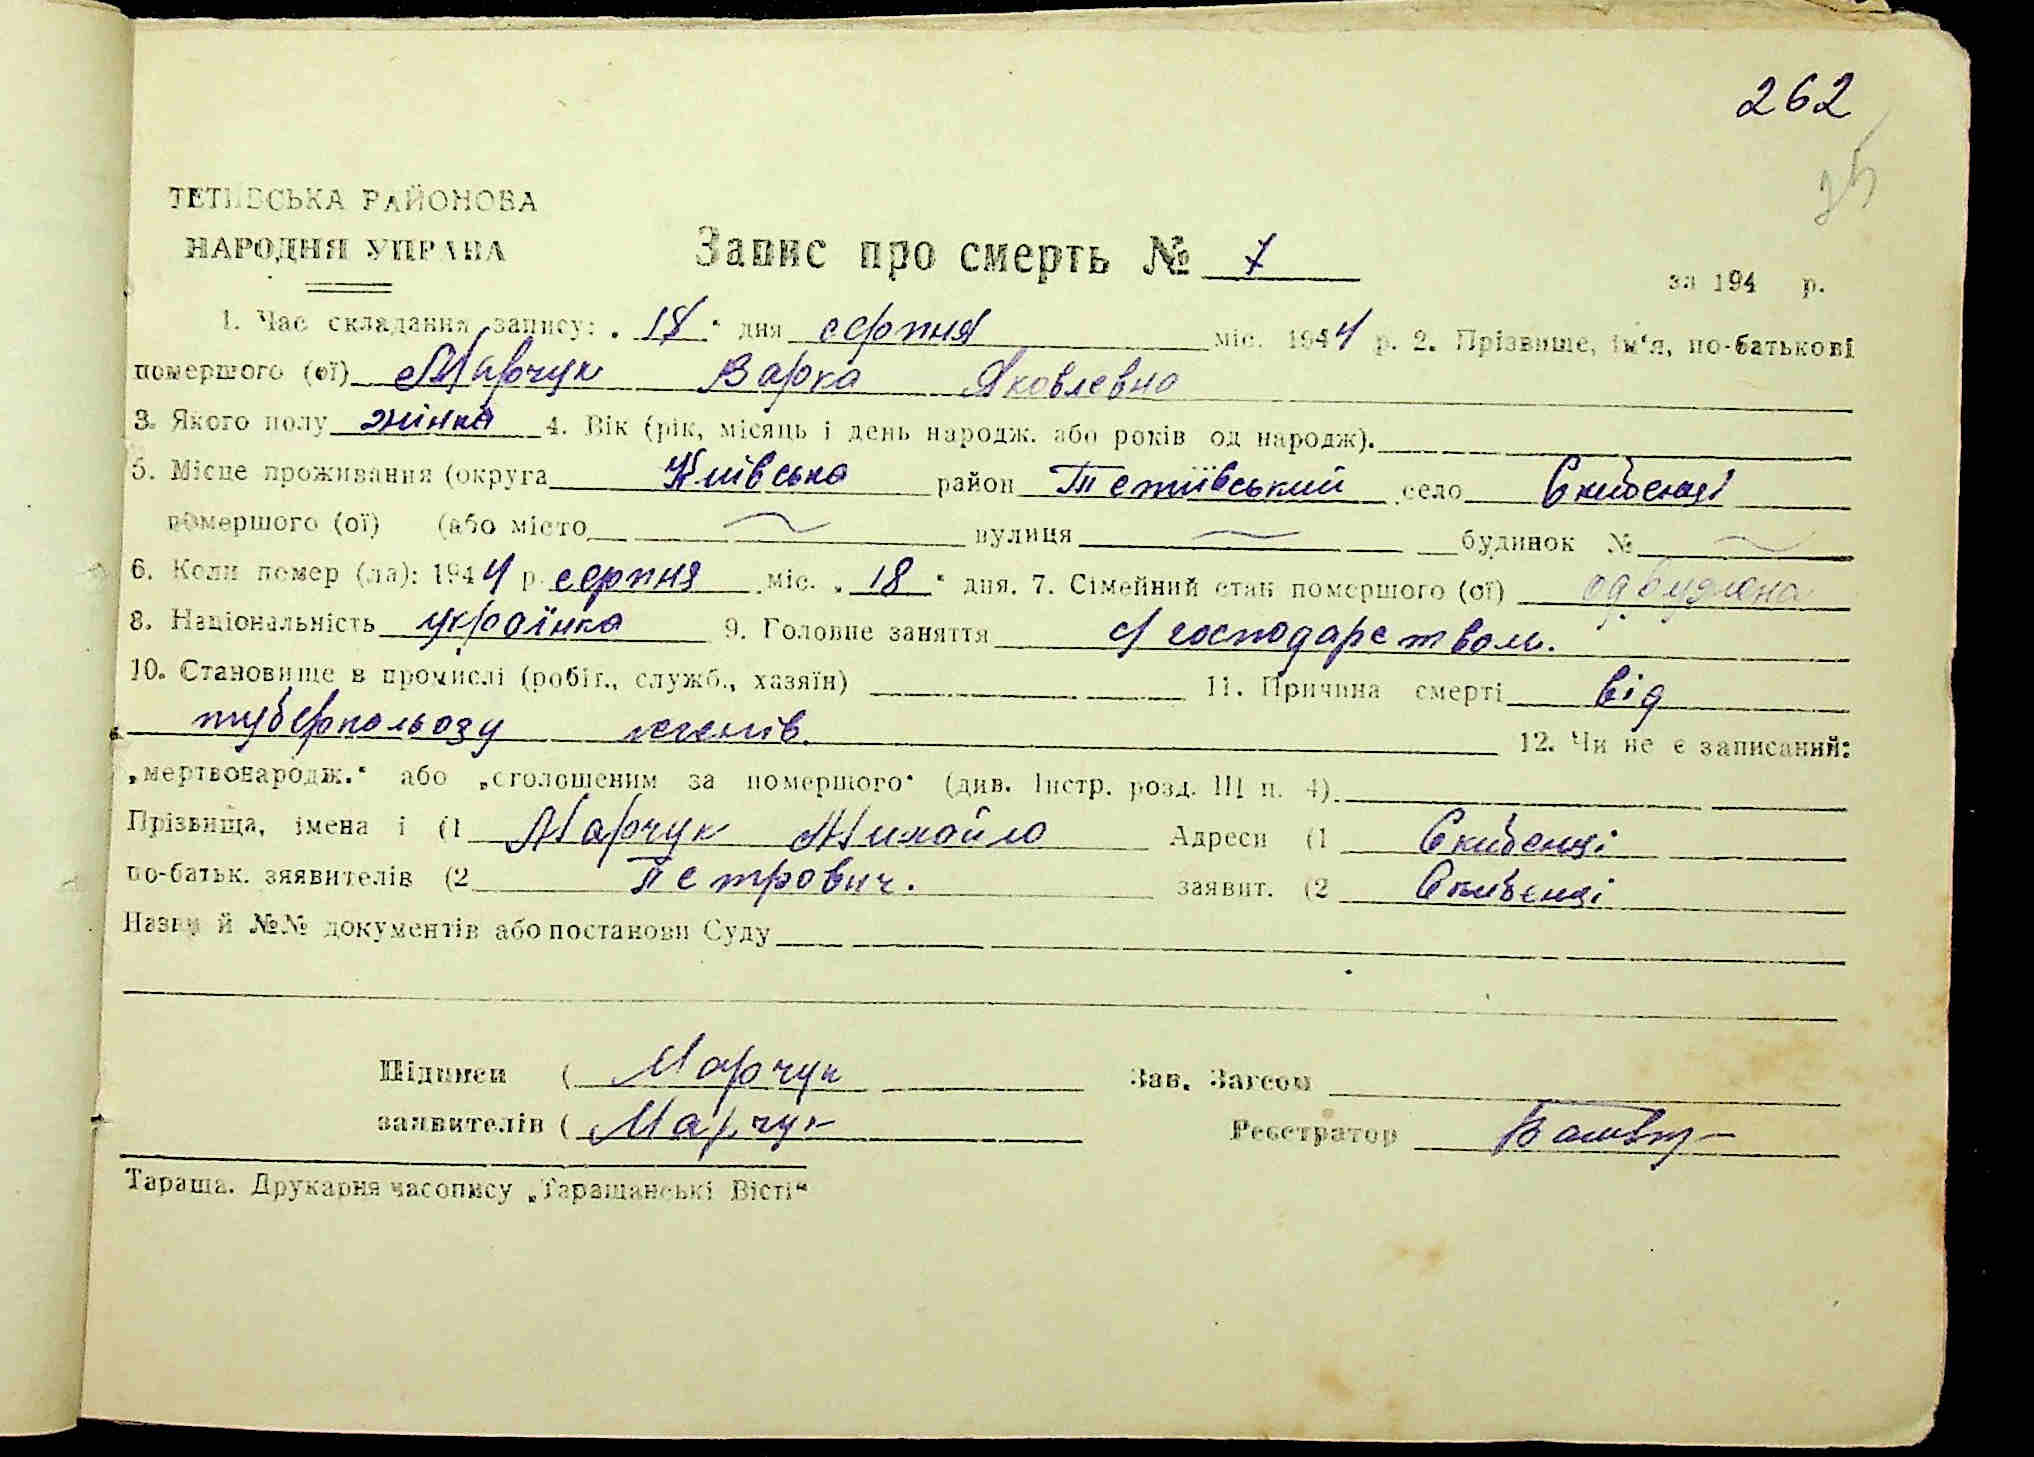 262
25
ТЕТІЇВСЬКА РАЙОНОВА
НАРОДНЯ УПРАВА
Запис про смерть № 7
за 194 р.
1. Час складання запису: „ 18 “ дня серпня міс. 1944 р. 2. Прізвище, ім‘я, по-батькові
помершого (ої) Марчук Варка Яковлевна
3. Якого полу жінка 4. Вік (рік, місяць і день народж. або років од народж).
5. Місце проживання (округа Київська район Тетіївський село Скибенці
помершого (ої) (або місто вулиця будинок №
6. Коли помер (ла): 1944 р. серпня міс. „ 18 “ дня. 7. Сімейний стан помершого (ої)
8. Національність українка 9. Головне заняття с/господарством.
10. Становище в промислі (робіт., служб., хазяїн) 11. Причина смерті від
туберкольозу легенів. 12. Чи не є записаний:
„мертвонародж.“ або „оголошеним за помершого“ (див. Інстр. розд. III п. 4).
Прізвища, імена і (1 Марчук Михайло Адреси (1 Скибенці
по-батьк. заявителів (2 Петрович. заявит. (2 Скибенці
Назви й №№ документів або постанови Суду
Підписи ( Марчук Зав. Загсом
заявителів ( Марчук Реєстратор
Тараща. Друкарня часопису „Таращанські Вісті“